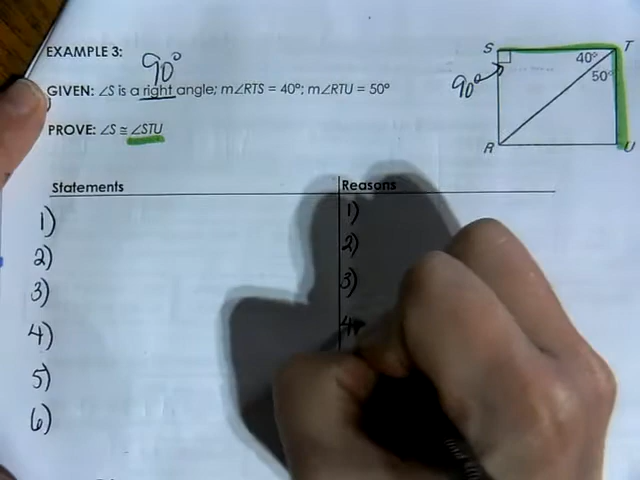 EXAMPLE 3:
90°
GIVEN: ∠S is a right angle; m∠RTS = 40°; m∠RTU = 50°
PROVE: ∠S ≅ ∠STU
S T
40°
50°
90°
R U
Statements Reasons
1) 1)
2) 2)
3) 3)
4) 4
5)
6)